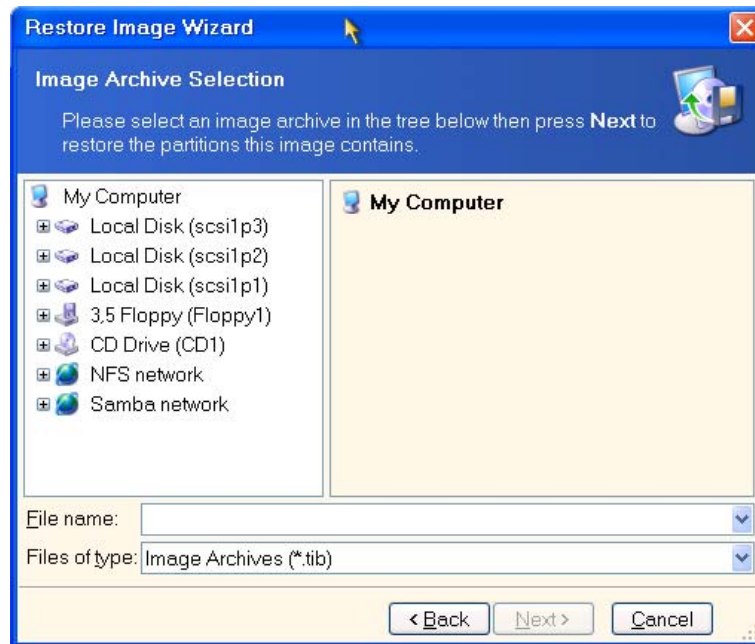 Restore Image Wizard
Image Archive Selection
Please select an image archive in the tree below then press Next to
restore the partitions this image contains.
My Computer
Local Disk (scsi1p3)
Local Disk (scsi1p2)
Local Disk (scsi1p1)
3,5 Floppy (Floppy1)
CD Drive (CD1)
NFS network
Samba network
My Computer
File name:
Files of type: Image Archives (*.tib)
< Back Next > Cancel